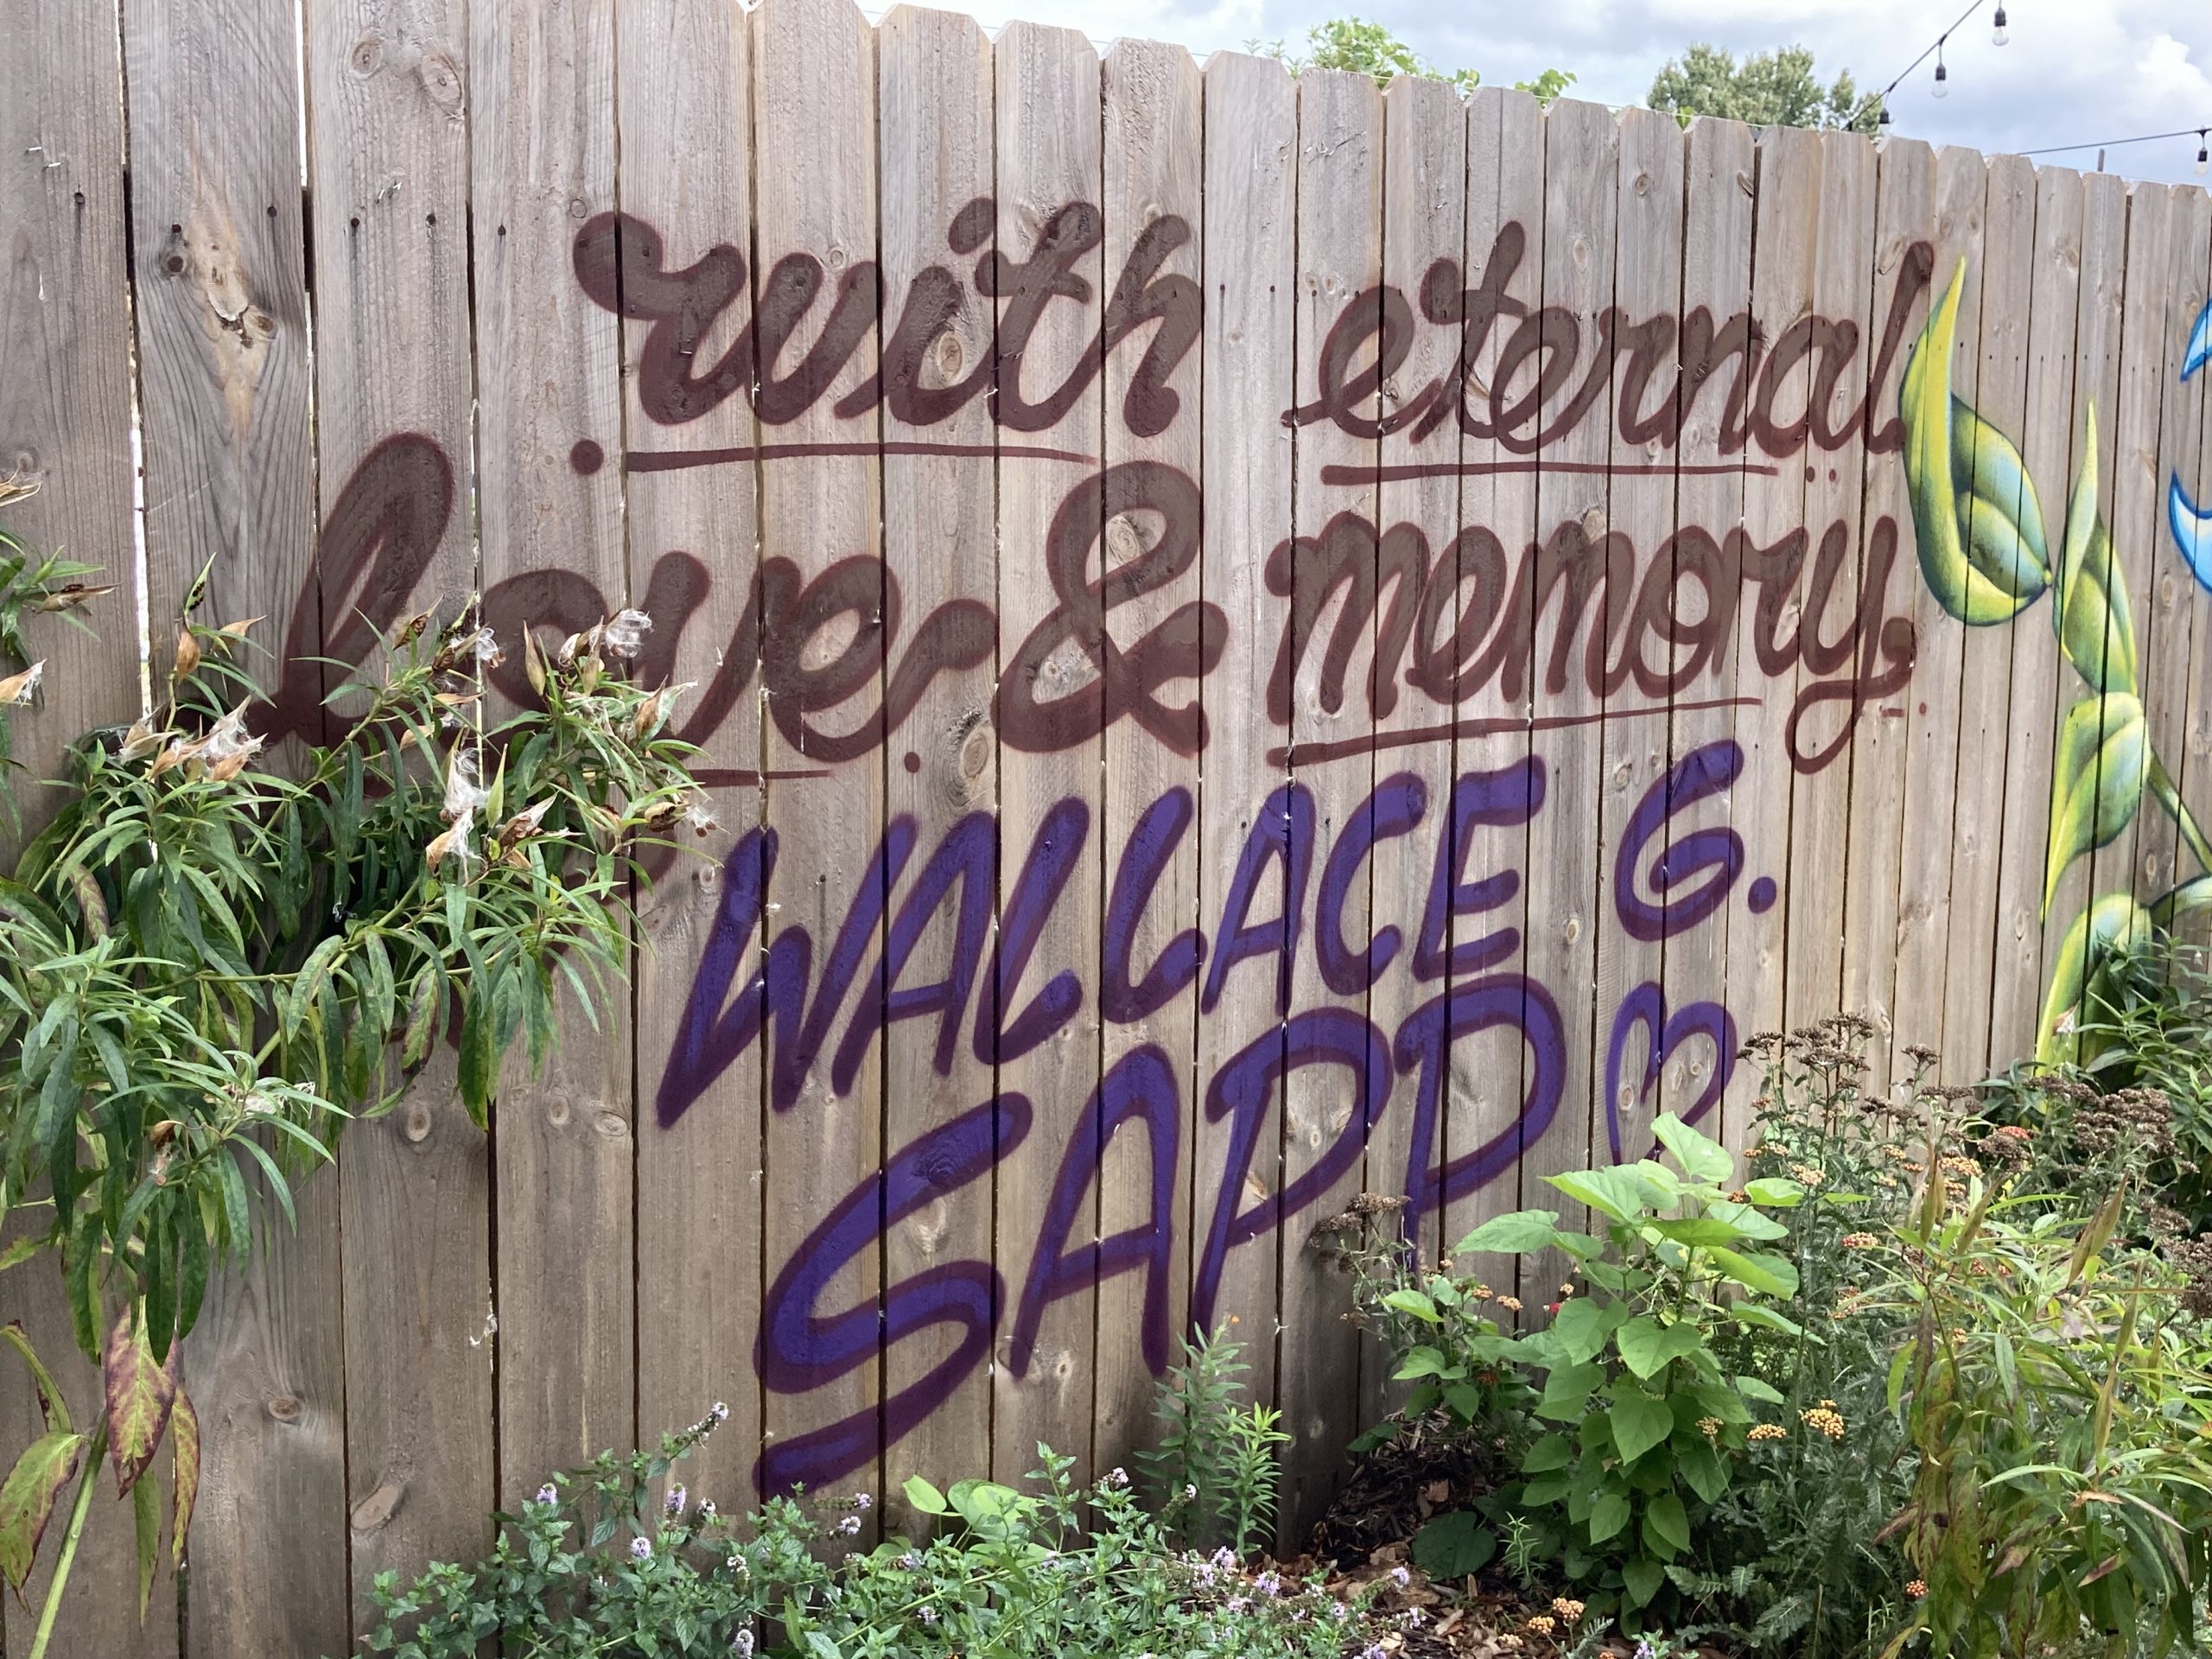 with eternal
love & memory,
WALLACE G.
SAPP